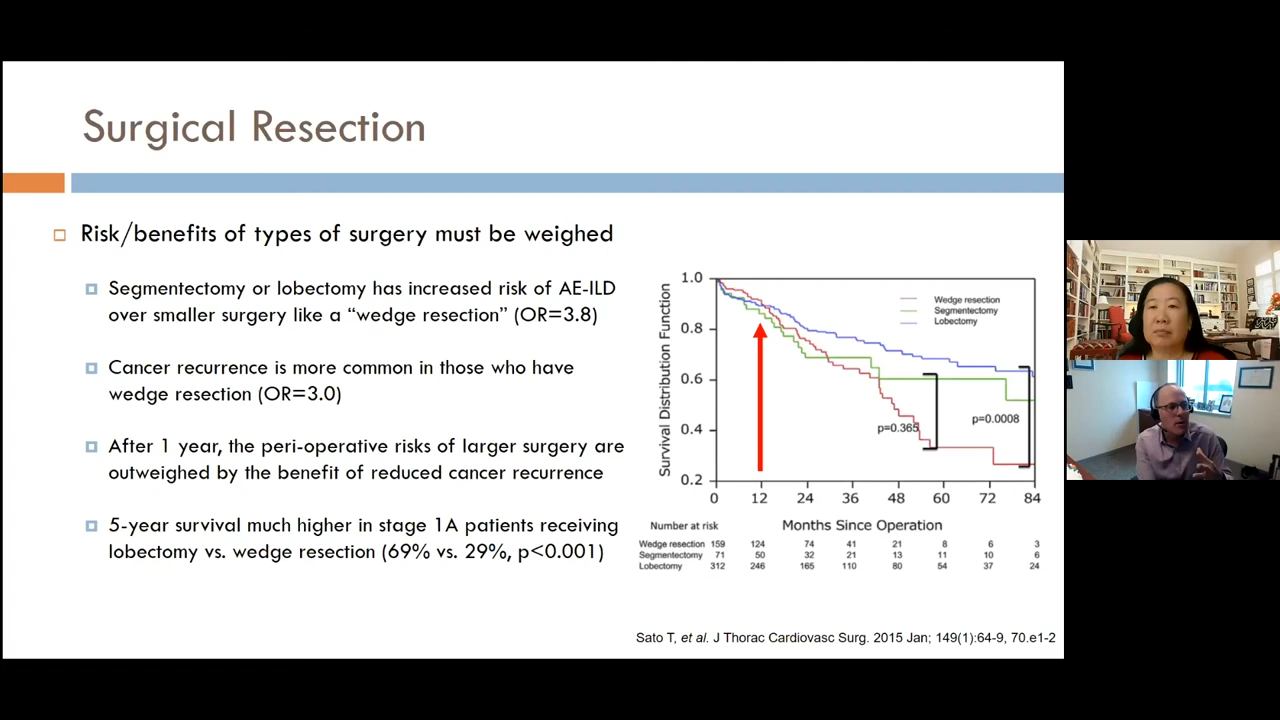 Surgical Resection
Risk/benefits of types of surgery must be weighed
Segmentectomy or lobectomy has increased risk of AE-ILD
over smaller surgery like a “wedge resection” (OR=3.8)
Cancer recurrence is more common in those who have
wedge resection (OR=3.0)
After 1 year, the peri-operative risks of larger surgery are
outweighed by the benefit of reduced cancer recurrence
5-year survival much higher in stage 1A patients receiving
lobectomy vs. wedge resection (69% vs. 29%, p<0.001)
Survival Distribution Function
1.0
0.8
0.6
0.4
0.2
Wedge resection
Segmentectomy
Lobectomy
p=0.365
p=0.0008
0 12 24 36 48 60 72 84
Number at risk
Months Since Operation
Wedge resection 159 124 74 41 21 8 6 3
Segmentectomy 71 50 32 21 13 11 10 6
Lobectomy 312 246 165 110 80 54 37 24
Sato T, et al. J Thorac Cardiovasc Surg. 2015 Jan; 149(1):64-9, 70.e1-2